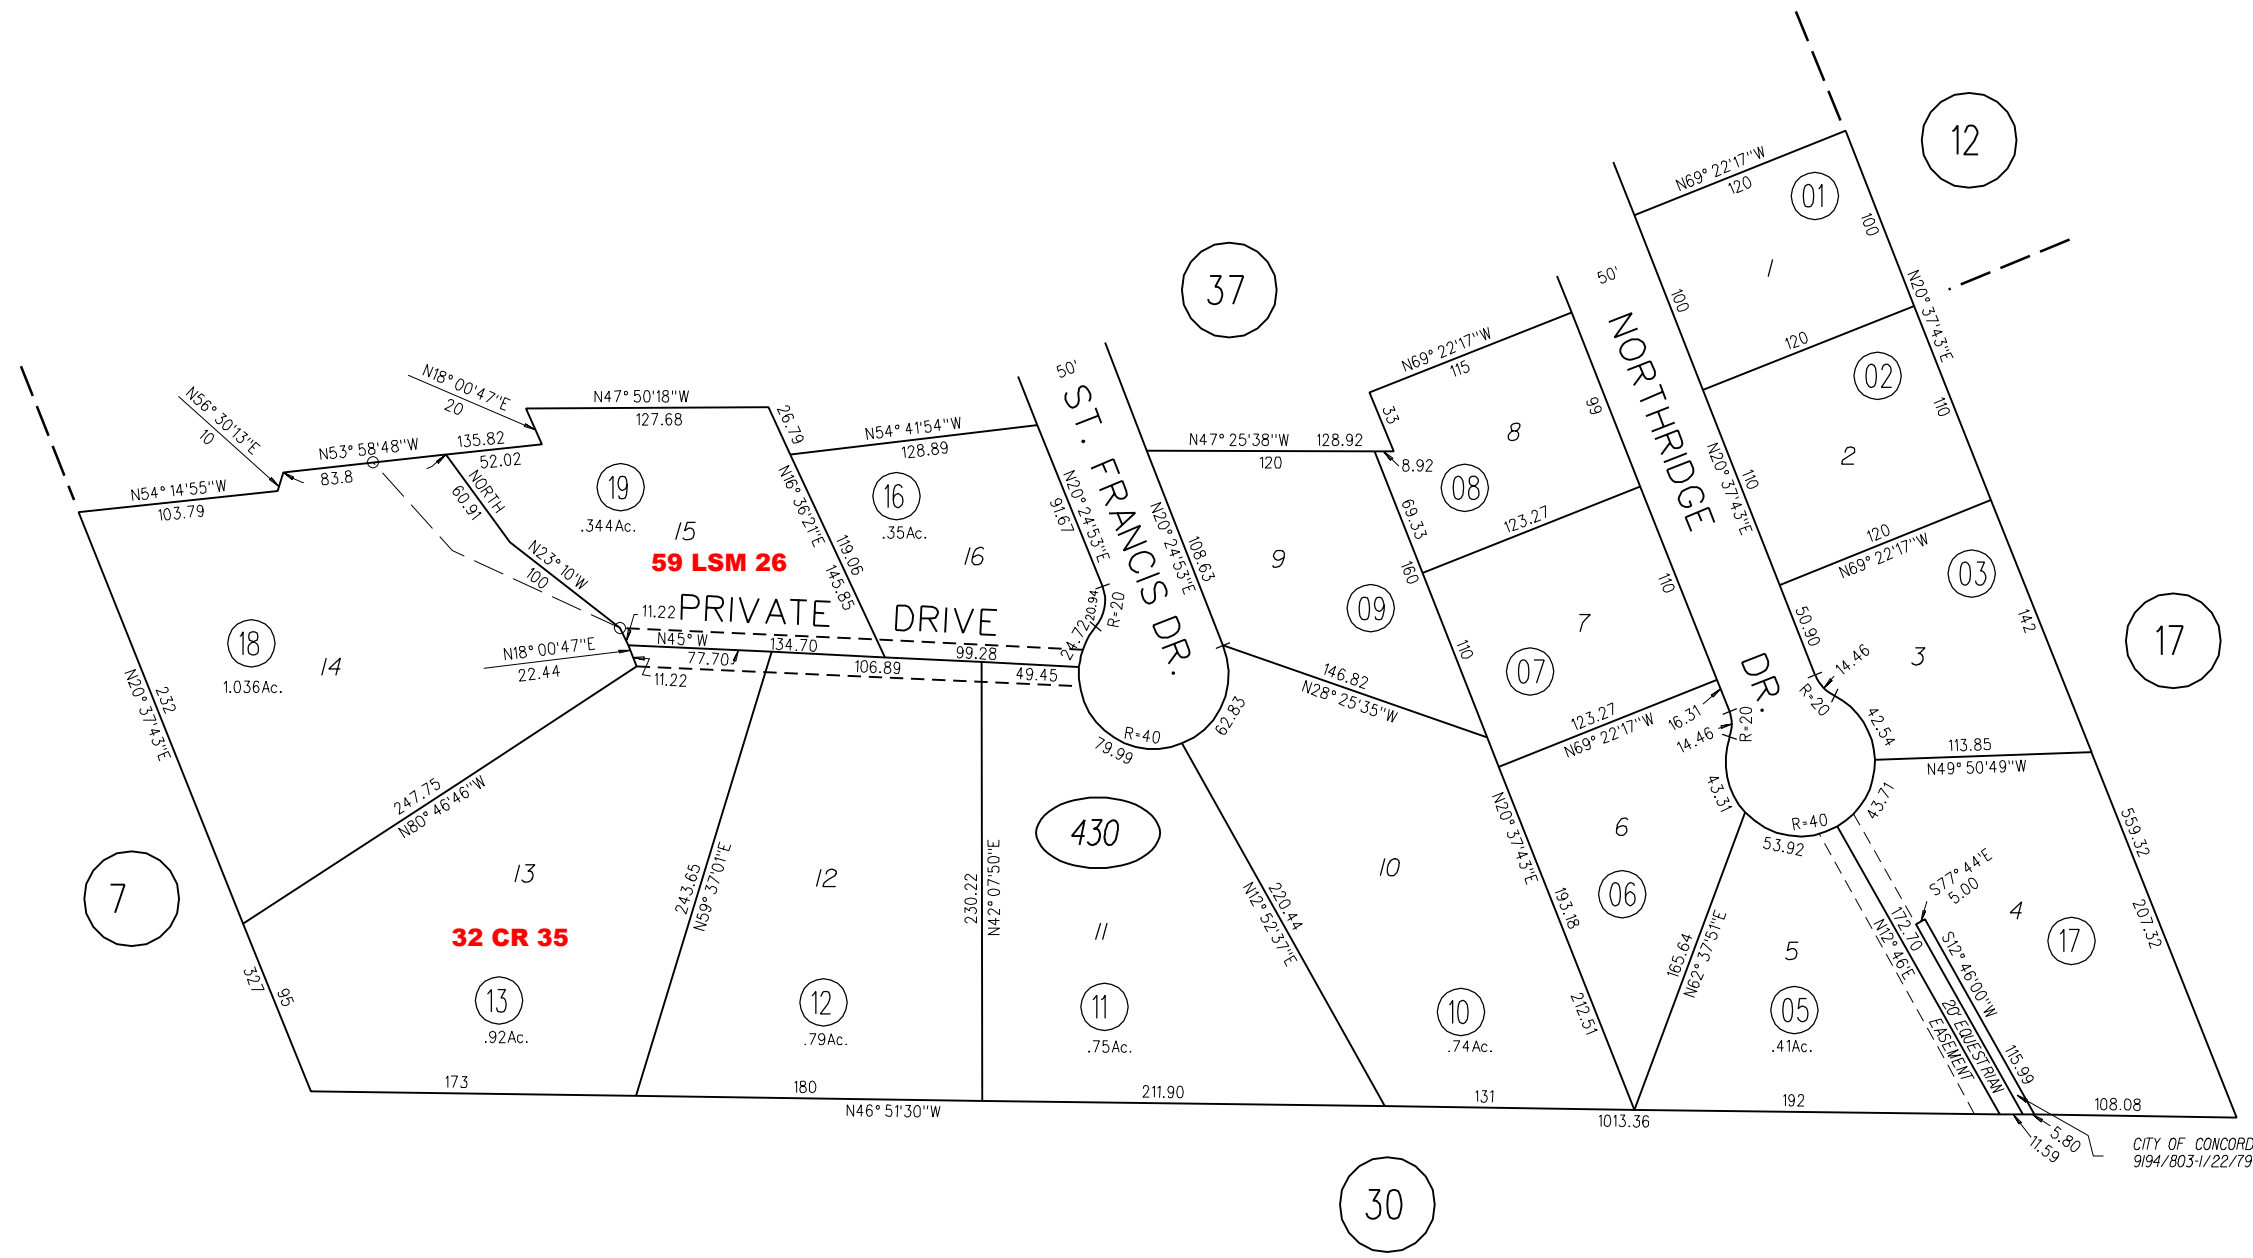 12
N69° 22'17"W
120
01
100
1
100
N20° 37'43"E
120
50'
NORTHRIDGE
DR.
02
110
2
110
N20° 37'43"E
120
N69° 22'17"W
03
142
3
50.90
14.46
R=20
42.54
113.85
N49° 50'49"W
17
37
N69° 22'17"W
115
33
8
99
08
8.92
123.27
69.33
160
7
110
07
110
123.27
N69° 22'17"W
16.31
14.46
R=20
43.31
R=40
53.92
43.71
50'
ST. FRANCIS DR.
N47° 25'38"W
128.92
120
N20° 24'53"E
91.67
N20° 24'53"E
108.63
9
09
146.82
N28° 25'35"W
20.94
R=20
24.72
R=40
79.99
62.83
N54° 41'54"W
128.89
16
.35Ac.
16
26.79
N16° 36'21"E
119.06
145.85
N47° 50'18"W
127.68
N18° 00'47"E
20
19
.344Ac.
15
59 LSM 26
N56° 30'13"E
10
N53° 58'48"W
135.82
83.8
52.02
N54° 14'55"W
103.79
NORTH
60.91
N23° 10'W
100
11.22
PRIVATE DRIVE
N45° W
134.70
99.28
77.70
106.89
49.45
N18° 00'47"E
22.44
11.22
18
1.036Ac.
14
232
N20° 37'43"E
247.75
N80° 46'46"W
7
327
95
13
32 CR 35
13
.92Ac.
173
243.65
N59° 37'01"E
12
12
.79Ac.
180
230.22
N42° 07'50"E
430
11
11
.75Ac.
211.90
N46° 51'30"W
220.44
N12° 52'37"E
10
10
.74Ac.
131
N20° 37'43"E
193.18
212.51
6
06
165.64
N62° 37'51"E
5
05
.41Ac.
192
1013.36
172.70
N12° 46'E
20' EQUESTRIAN
EASEMENT
S77° 44'E
5.00
S12° 46'00"W
115.99
4
17
559.32
207.32
108.08
5.80
11.59
CITY OF CONCORD
9194/803-1/22/79
30